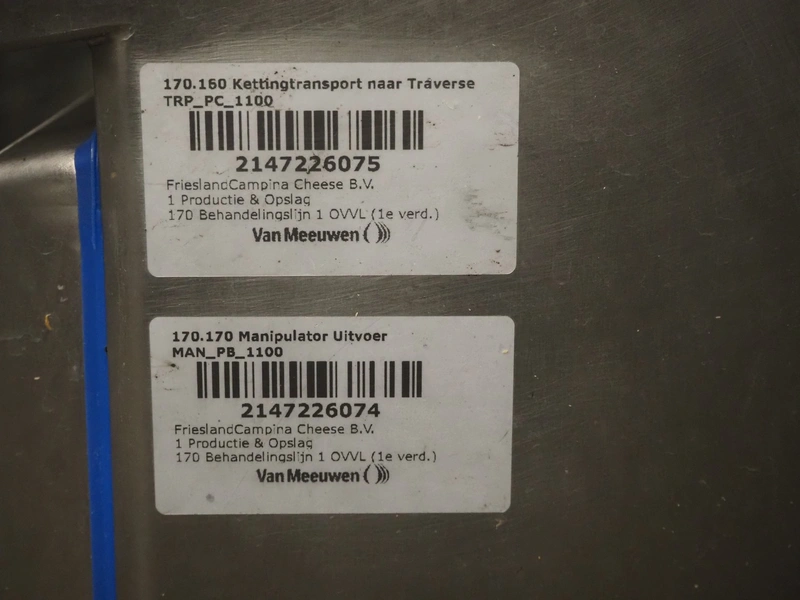 170.160 Kettingtransport naar Traverse
TRP_PC_1100
2147226075
FrieslandCampina Cheese B.V.
1 Productie & Opslag
170 Behandelingslijn 1 OVVL (1e verd.)
Van Meeuwen
170.170 Manipulator Uitvoer
MAN_PB_1100
2147226074
FrieslandCampina Cheese B.V.
1 Productie & Opslag
170 Behandelingslijn 1 OVVL (1e verd.)
Van Meeuwen